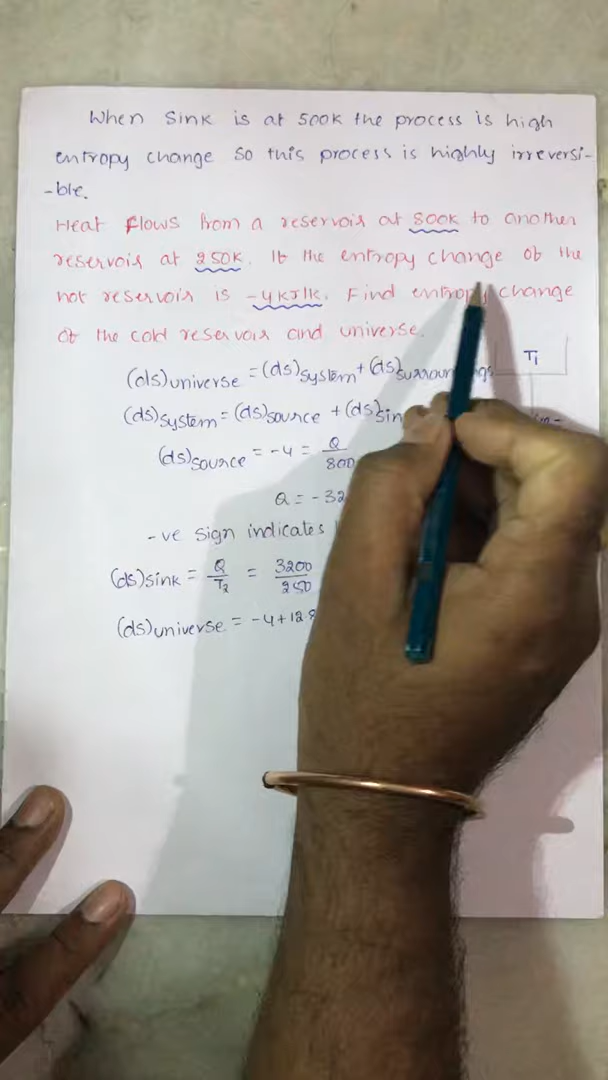 When Sink is at 500K the process is high
entropy change so this process is highly irreversi-
-ble.
Heat flows from a reservoir at 800K to another
reservoir at 250K. If the entropy change of the
hot reservoir is -4KJ/K. Find entropy change
of the cold reservoir and universe.
(ds)universe = (ds)system + (ds)surroundings
T1
(ds)system = (ds)source + (ds)sin
(ds)source = -4 = Q/800
Q = -32
-ve sign indicates
(ds)sink = Q/T2 = 3200/250
(ds)universe = -4+12.8